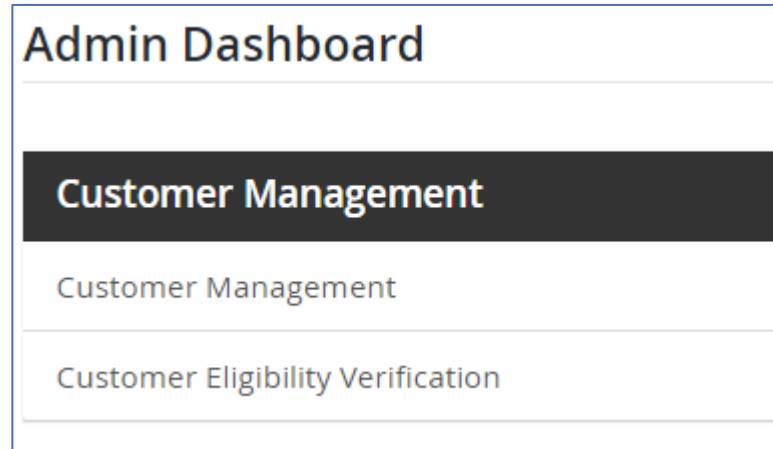 Admin Dashboard
Customer Management
Customer Management
Customer Eligibility Verification